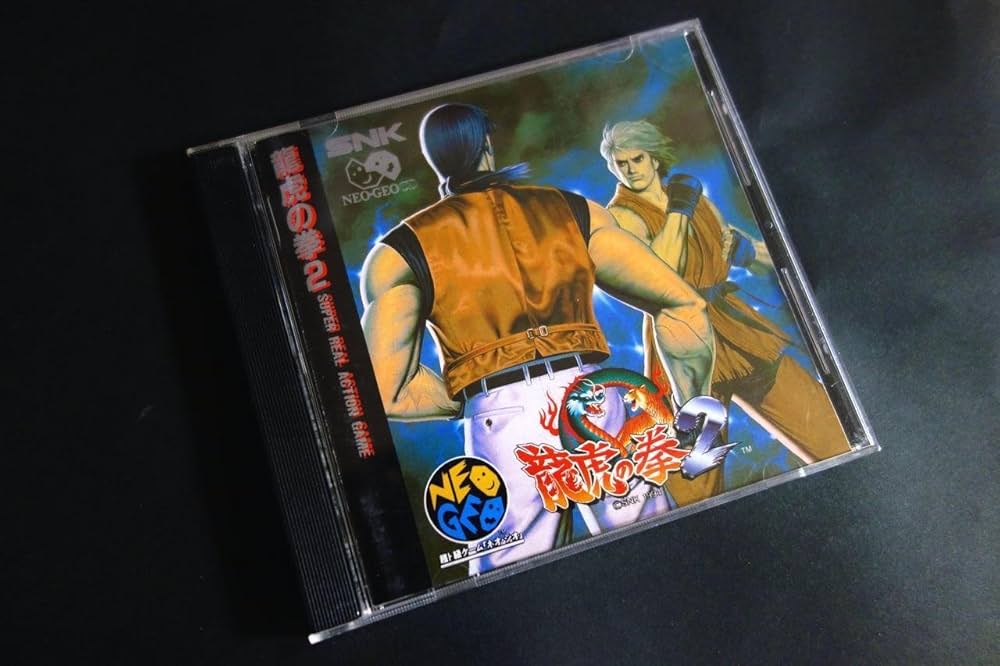 SNK
NEO·GEO CD
龍虎の拳2
SUPER REAL ACTION GAME
龍虎の拳 2
TM
©SNK
NEO
GEO